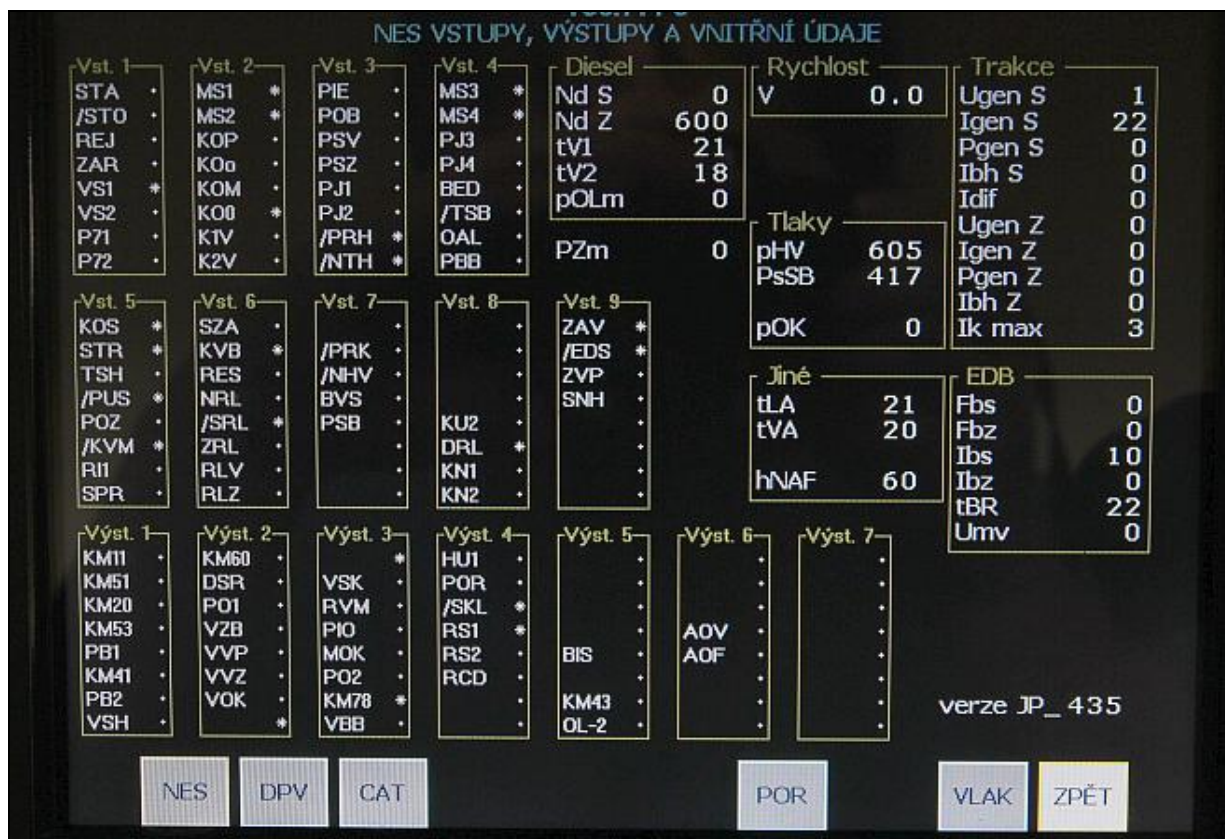 NES VSTUPY, VÝSTUPY A VNITŘNÍ ÚDAJE
Vst. 1
STA ·
/STO ·
REJ ·
ZAR ·
VS1 *
VS2 ·
P71 ·
P72 ·
Vst. 2
MS1 *
MS2 *
KOP ·
KOo ·
KOM ·
KO0 *
K1V ·
K2V ·
Vst. 3
PIE ·
POB ·
PSV ·
PSZ ·
PJ1 ·
PJ2 ·
/PRH *
/NTH *
Vst. 4
MS3 *
MS4 *
PJ3 ·
PJ4 ·
BED ·
/TSB ·
OAL ·
PBB ·
Diesel
Nd S 0
Nd Z 600
tV1 21
tV2 18
pOLm 0
PZm 0
Rychlost
V 0.0
Tlaky
pHV 605
PsSB 417
pOK 0
Trakce
Ugen S 1
Igen S 22
Pgen S 0
Ibh S 0
Idif 0
Ugen Z 0
Igen Z 0
Pgen Z 0
Ibh Z 0
Ik max 3
Vst. 5
KOS *
STR *
TSH ·
/PUS *
POZ ·
/KVM *
RI1 ·
SPR ·
Vst. 6
SZA ·
KVB *
RES ·
NRL ·
/SRL *
ZRL ·
RLV ·
RLZ ·
Vst. 7
·
/PRK ·
/NHV ·
BVS ·
PSB ·
·
·
·
Vst. 8
·
·
·
·
KU2 ·
DRL *
KN1 ·
KN2 ·
Vst. 9
ZAV *
/EDS *
ZVP ·
SNH ·
·
·
·
·
Jiné
tLA 21
tVA 20
hNAF 60
EDB
Fbs 0
Fbz 0
Ibs 10
Ibz 0
tBR 22
Umv 0
Výst. 1
KM11 ·
KM51 ·
KM20 ·
KM53 ·
PB1 ·
KM41 ·
PB2 ·
VSH ·
Výst. 2
KM60 ·
DSR ·
PO1 ·
VZB ·
VVP ·
VVZ ·
VOK ·
*
Výst. 3
*
VSK ·
RVM ·
PIO ·
MOK ·
PO2 ·
KM78 *
VBB ·
Výst. 4
HU1 ·
POR ·
/SKL *
RS1 *
RS2 ·
RCD ·
·
·
Výst. 5
·
·
·
·
BIS ·
·
KM43 ·
OL-2 ·
Výst. 6
·
·
·
AOV ·
AOF ·
·
·
·
Výst. 7
·
·
·
·
·
·
·
·
verze JP_ 435
NES DPV CAT POR VLAK ZPĚT